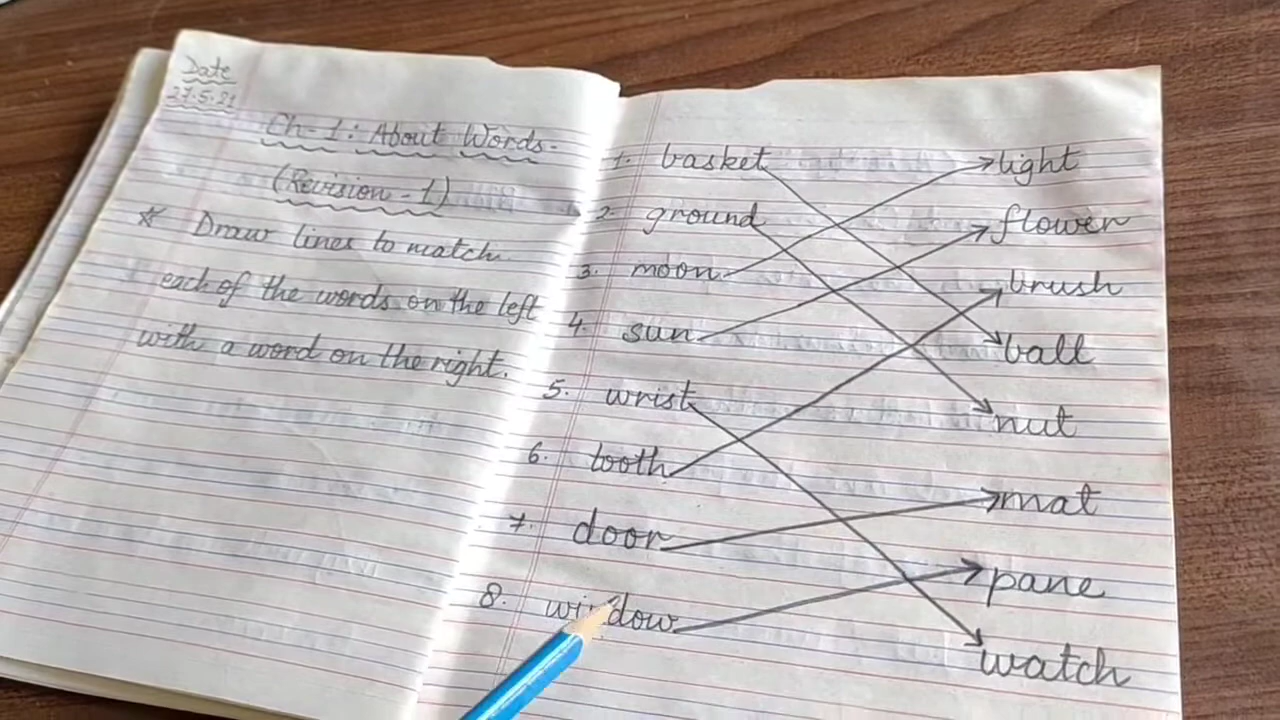 Date
27.5.21
Ch-1: About Words.
(Revision - 1)
* Draw lines to match
each of the words on the left
with a word on the right.
1. basket light
2. ground flower
3. moon brush
4. sun ball
5. wrist nut
6. tooth mat
7. door pane
8. window watch